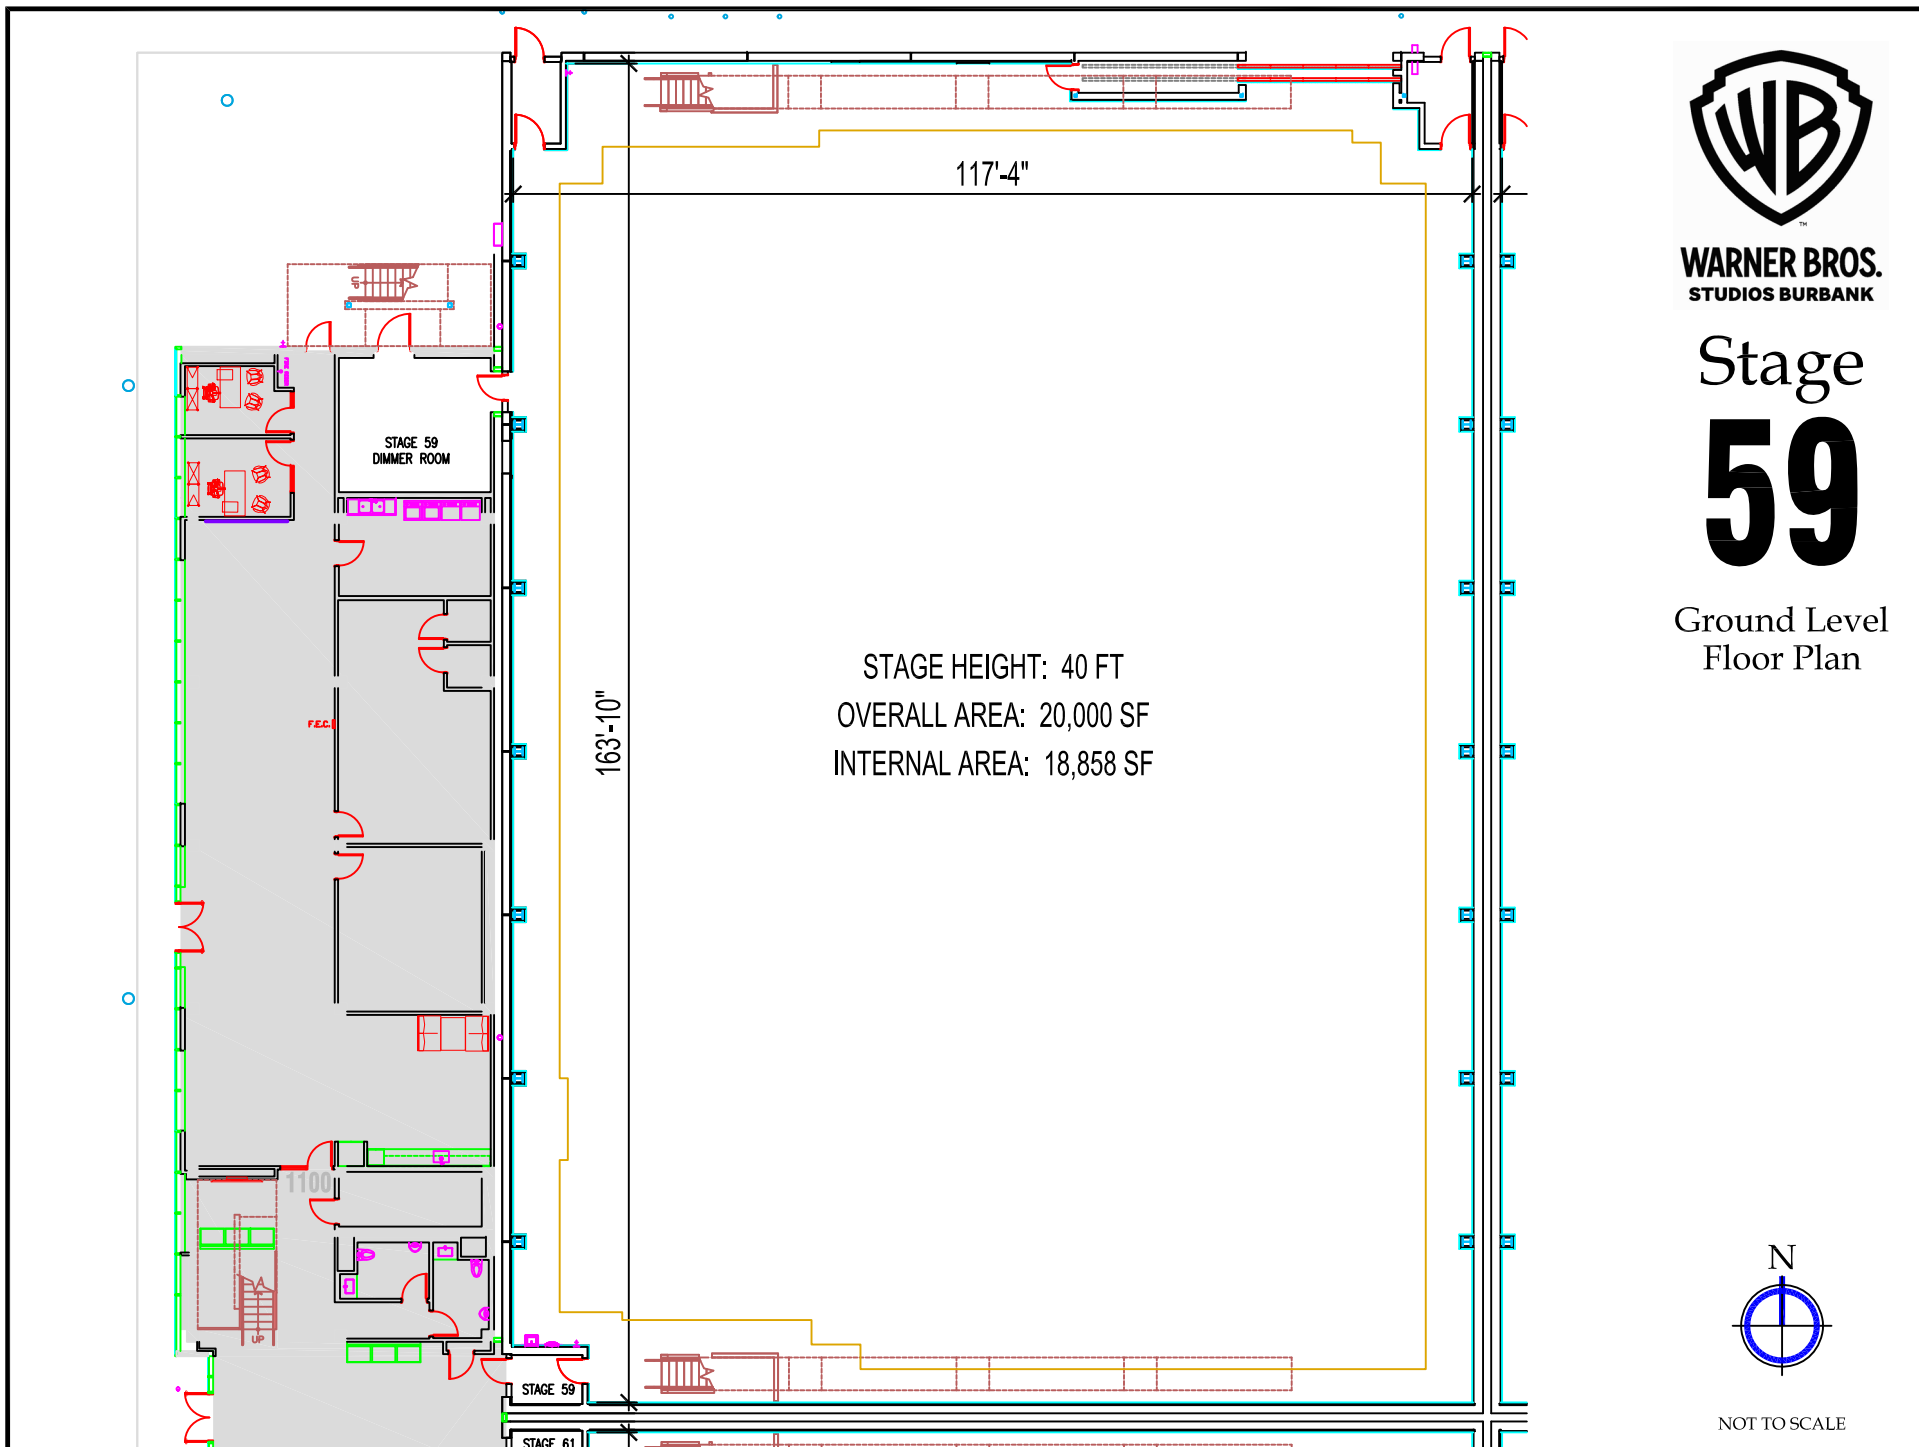 117'-4"
UP
STAGE 59
DIMMER ROOM
F.E.C.
163'-10"
STAGE HEIGHT: 40 FT
OVERALL AREA: 20,000 SF
INTERNAL AREA: 18,858 SF
1100
UP
STAGE 59
STAGE 61
WB
TM
WARNER BROS.
STUDIOS BURBANK
Stage
59
Ground Level
Floor Plan
N
NOT TO SCALE